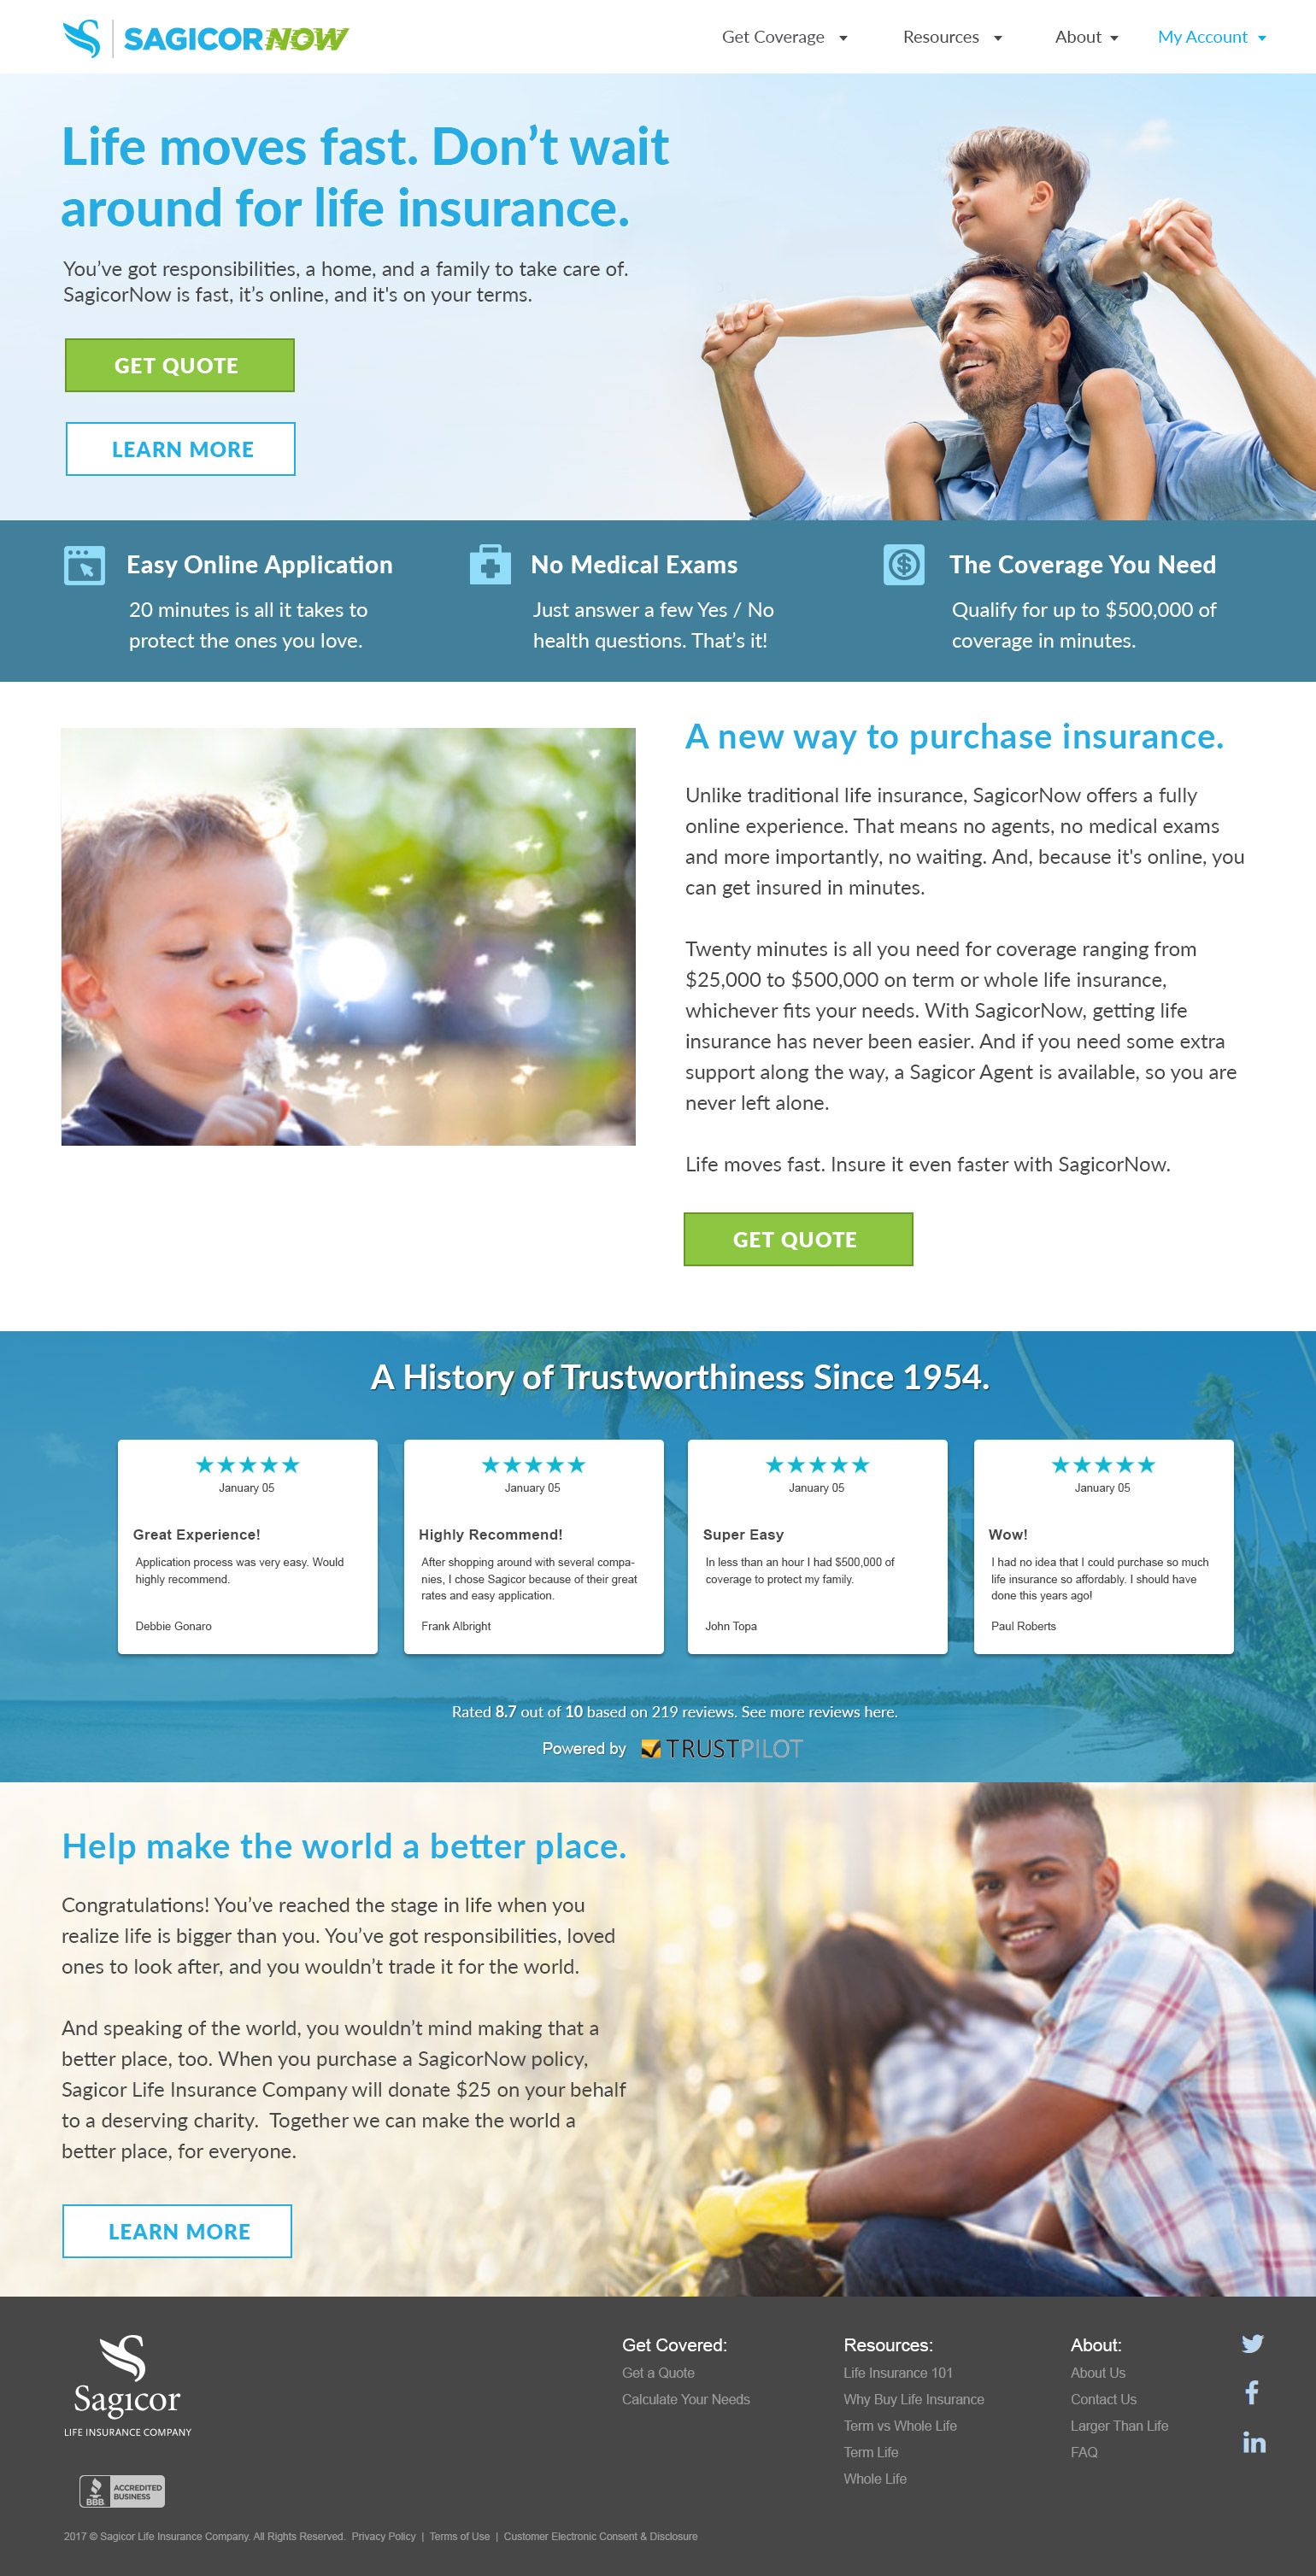 SAGICORNOW
Get Coverage
Resources
About
My Account
Life moves fast. Don’t wait
around for life insurance.
You’ve got responsibilities, a home, and a family to take care of.
SagicorNow is fast, it’s online, and it's on your terms.
GET QUOTE
LEARN MORE
Easy Online Application
20 minutes is all it takes to
protect the ones you love.
No Medical Exams
Just answer a few Yes / No
health questions. That’s it!
The Coverage You Need
Qualify for up to $500,000 of
coverage in minutes.
A new way to purchase insurance.
Unlike traditional life insurance, SagicorNow offers a fully
online experience. That means no agents, no medical exams
and more importantly, no waiting. And, because it's online, you
can get insured in minutes.
Twenty minutes is all you need for coverage ranging from
$25,000 to $500,000 on term or whole life insurance,
whichever fits your needs. With SagicorNow, getting life
insurance has never been easier. And if you need some extra
support along the way, a Sagicor Agent is available, so you are
never left alone.
Life moves fast. Insure it even faster with SagicorNow.
GET QUOTE
A History of Trustworthiness Since 1954.
January 05
Great Experience!
Application process was very easy. Would
highly recommend.
Debbie Gonaro
January 05
Highly Recommend!
After shopping around with several compa-
nies, I chose Sagicor because of their great
rates and easy application.
Frank Albright
January 05
Super Easy
In less than an hour I had $500,000 of
coverage to protect my family.
John Topa
January 05
Wow!
I had no idea that I could purchase so much
life insurance so affordably. I should have
done this years ago!
Paul Roberts
Rated 8.7 out of 10 based on 219 reviews. See more reviews here.
Powered by TRUSTPILOT
Help make the world a better place.
Congratulations! You’ve reached the stage in life when you
realize life is bigger than you. You’ve got responsibilities, loved
ones to look after, and you wouldn’t trade it for the world.
And speaking of the world, you wouldn’t mind making that a
better place, too. When you purchase a SagicorNow policy,
Sagicor Life Insurance Company will donate $25 on your behalf
to a deserving charity.  Together we can make the world a
better place, for everyone.
LEARN MORE
Sagicor
LIFE INSURANCE COMPANY
BBB
ACCREDITED
BUSINESS
Get Covered:
Get a Quote
Calculate Your Needs
Resources:
Life Insurance 101
Why Buy Life Insurance
Term vs Whole Life
Term Life
Whole Life
About:
About Us
Contact Us
Larger Than Life
FAQ
in
2017 © Sagicor Life Insurance Company. All Rights Reserved.  Privacy Policy  |  Terms of Use  |  Customer Electronic Consent & Disclosure